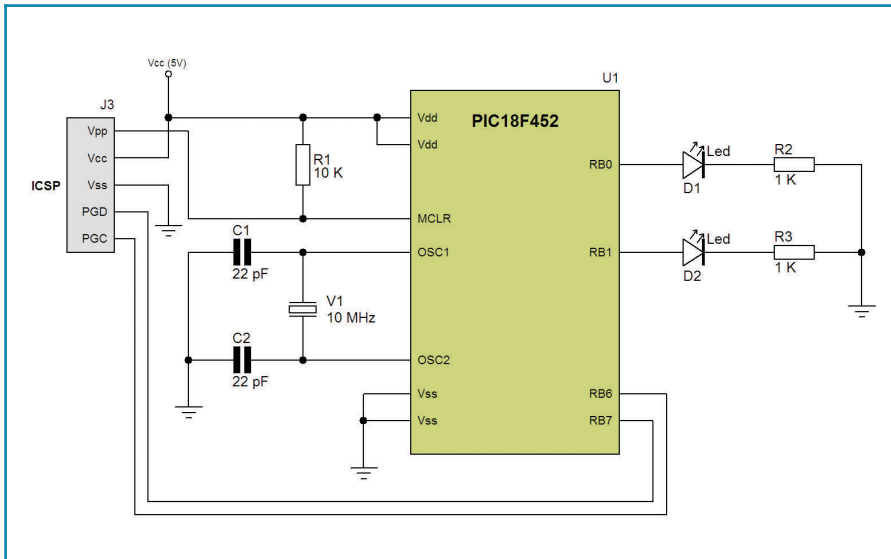 Vcc (5V)
J3
Vpp
Vcc
ICSP
Vss
PGD
PGC
R1
10 K
C1
22 pF
V1
10 MHz
C2
22 pF
U1
PIC18F452
Vdd
Vdd
MCLR
OSC1
OSC2
Vss
Vss
RB0
RB1
RB6
RB7
Led
D1
R2
1 K
Led
D2
R3
1 K